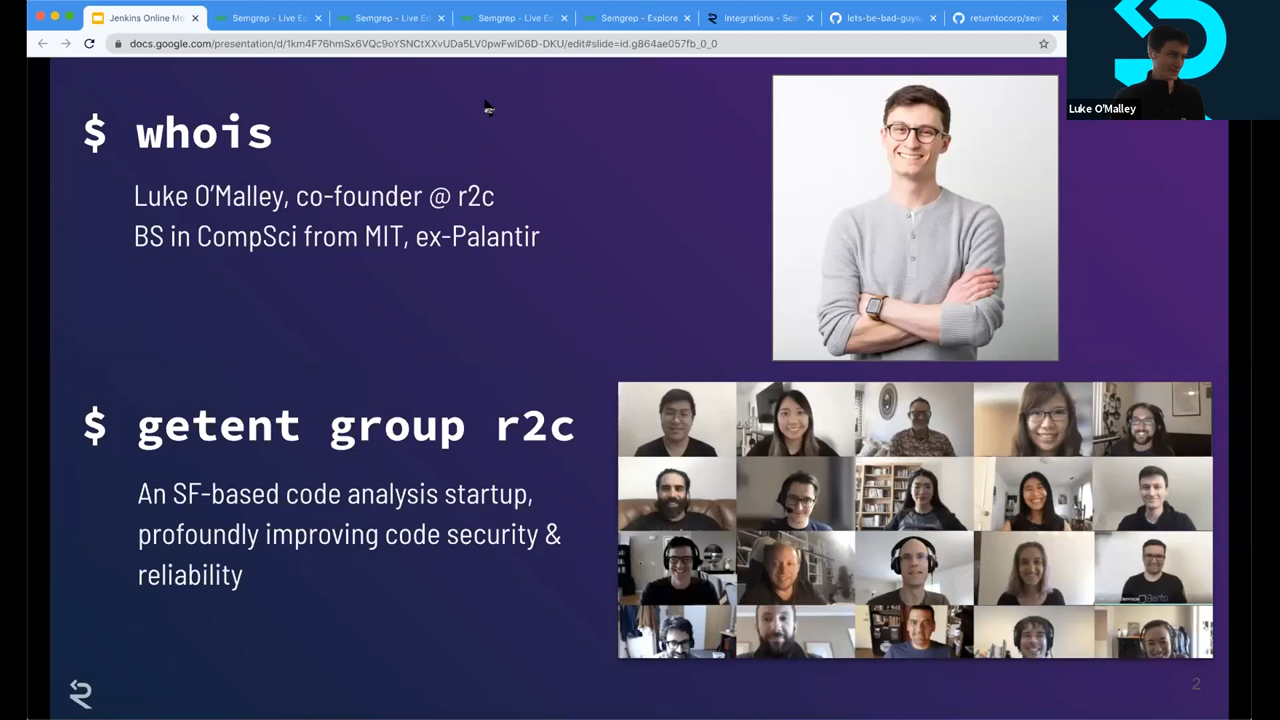 Jenkins Online Me
Semgrep - Live Ed
Semgrep - Live Ed
Semgrep - Live Ed
Semgrep - Explore
Integrations - Sem
lets-be-bad-guys/
returntocorp/sem
docs.google.com/presentation/d/1km4F76hmSx6VQc9oYSNCtXXvUDa5LV0pwFwID6D-DKU/edit#slide=id.g864ae057fb_0_0
Luke O'Malley
$ whois
Luke O’Malley, co-founder @ r2c
BS in CompSci from MIT, ex-Palantir
$ getent group r2c
An SF-based code analysis startup,
profoundly improving code security &
reliability
Bento
2